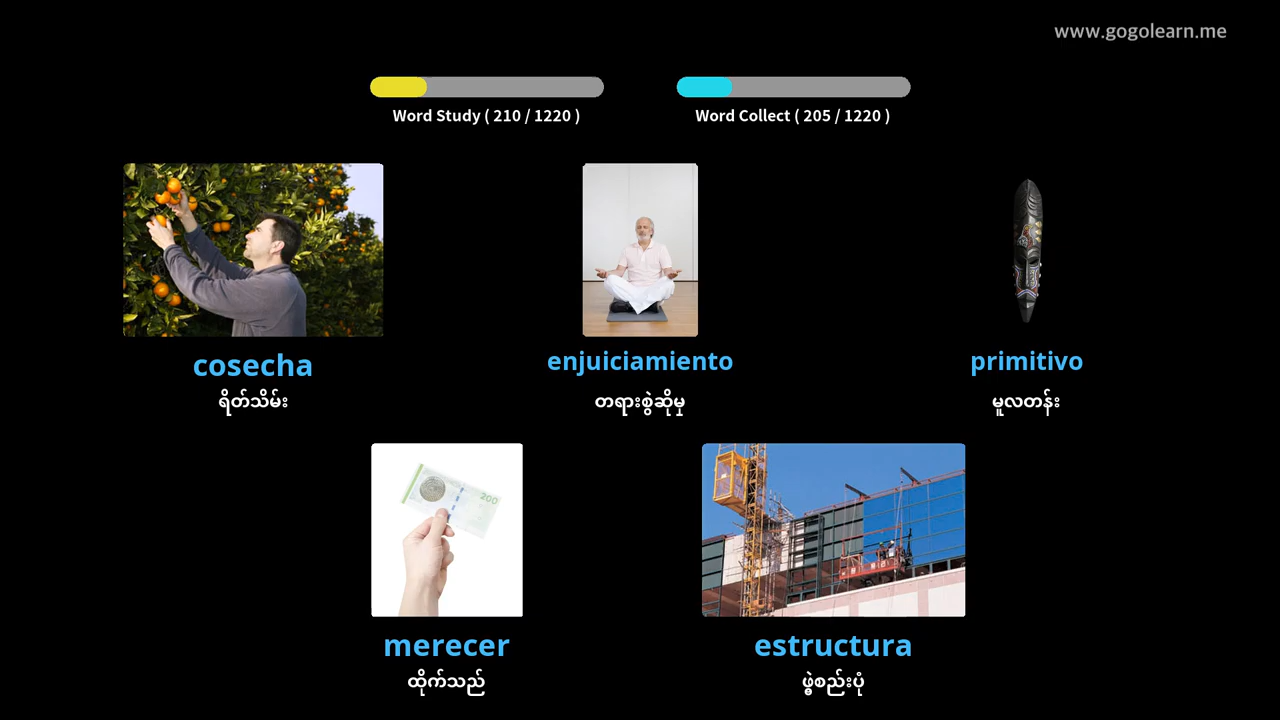 www.gogolearn.me
Word Study ( 210 / 1220 )
Word Collect ( 205 / 1220 )
cosecha
ရိတ်သိမ်း
enjuiciamiento
တရားစွဲဆိုမှု
primitivo
မူလတန်း
200
merecer
ထိုက်သည်
estructura
ဖွဲ့စည်းပုံ